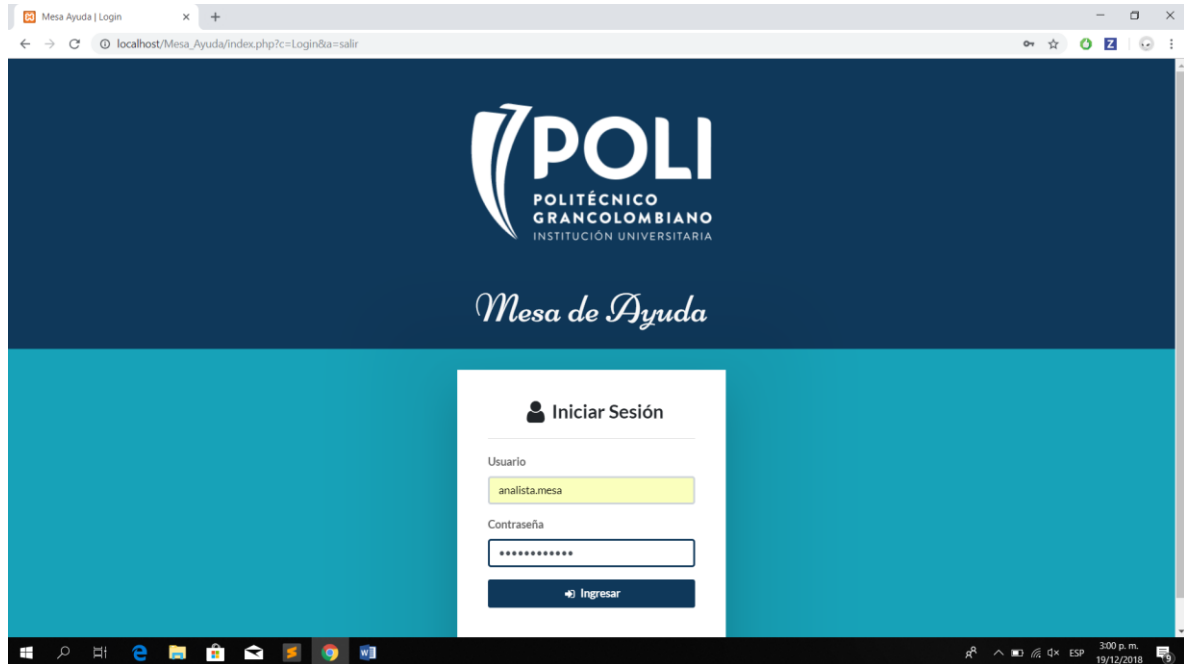 Mesa Ayuda | Login
localhost/Mesa_Ayuda/index.php?c=Login&a=salir
Z
POLI
POLITÉCNICO
GRANCOLOMBIANO
INSTITUCIÓN UNIVERSITARIA
Mesa de Ayuda
Iniciar Sesión
Usuario
analista.mesa
Contraseña
••••••••••••
Ingresar
ESP
3:00 p. m.
19/12/2018